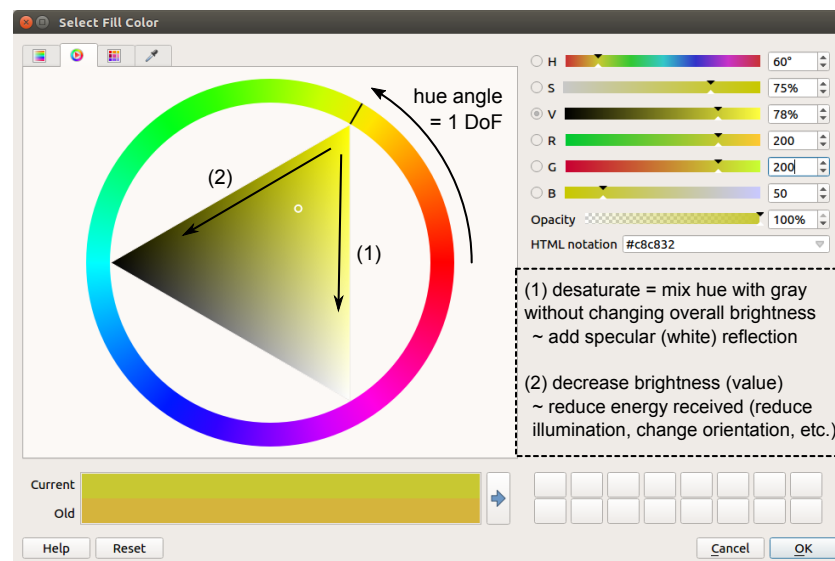 Select Fill Color
hue angle
= 1 DoF
(2)
(1)
H 60°
S 75%
V 78%
R 200
G 200
B 50
Opacity 100%
HTML notation #c8c832
(1) desaturate = mix hue with gray
without changing overall brightness
~ add specular (white) reflection
(2) decrease brightness (value)
~ reduce energy received (reduce
illumination, change orientation, etc.)
Current
Old
Help Reset Cancel OK